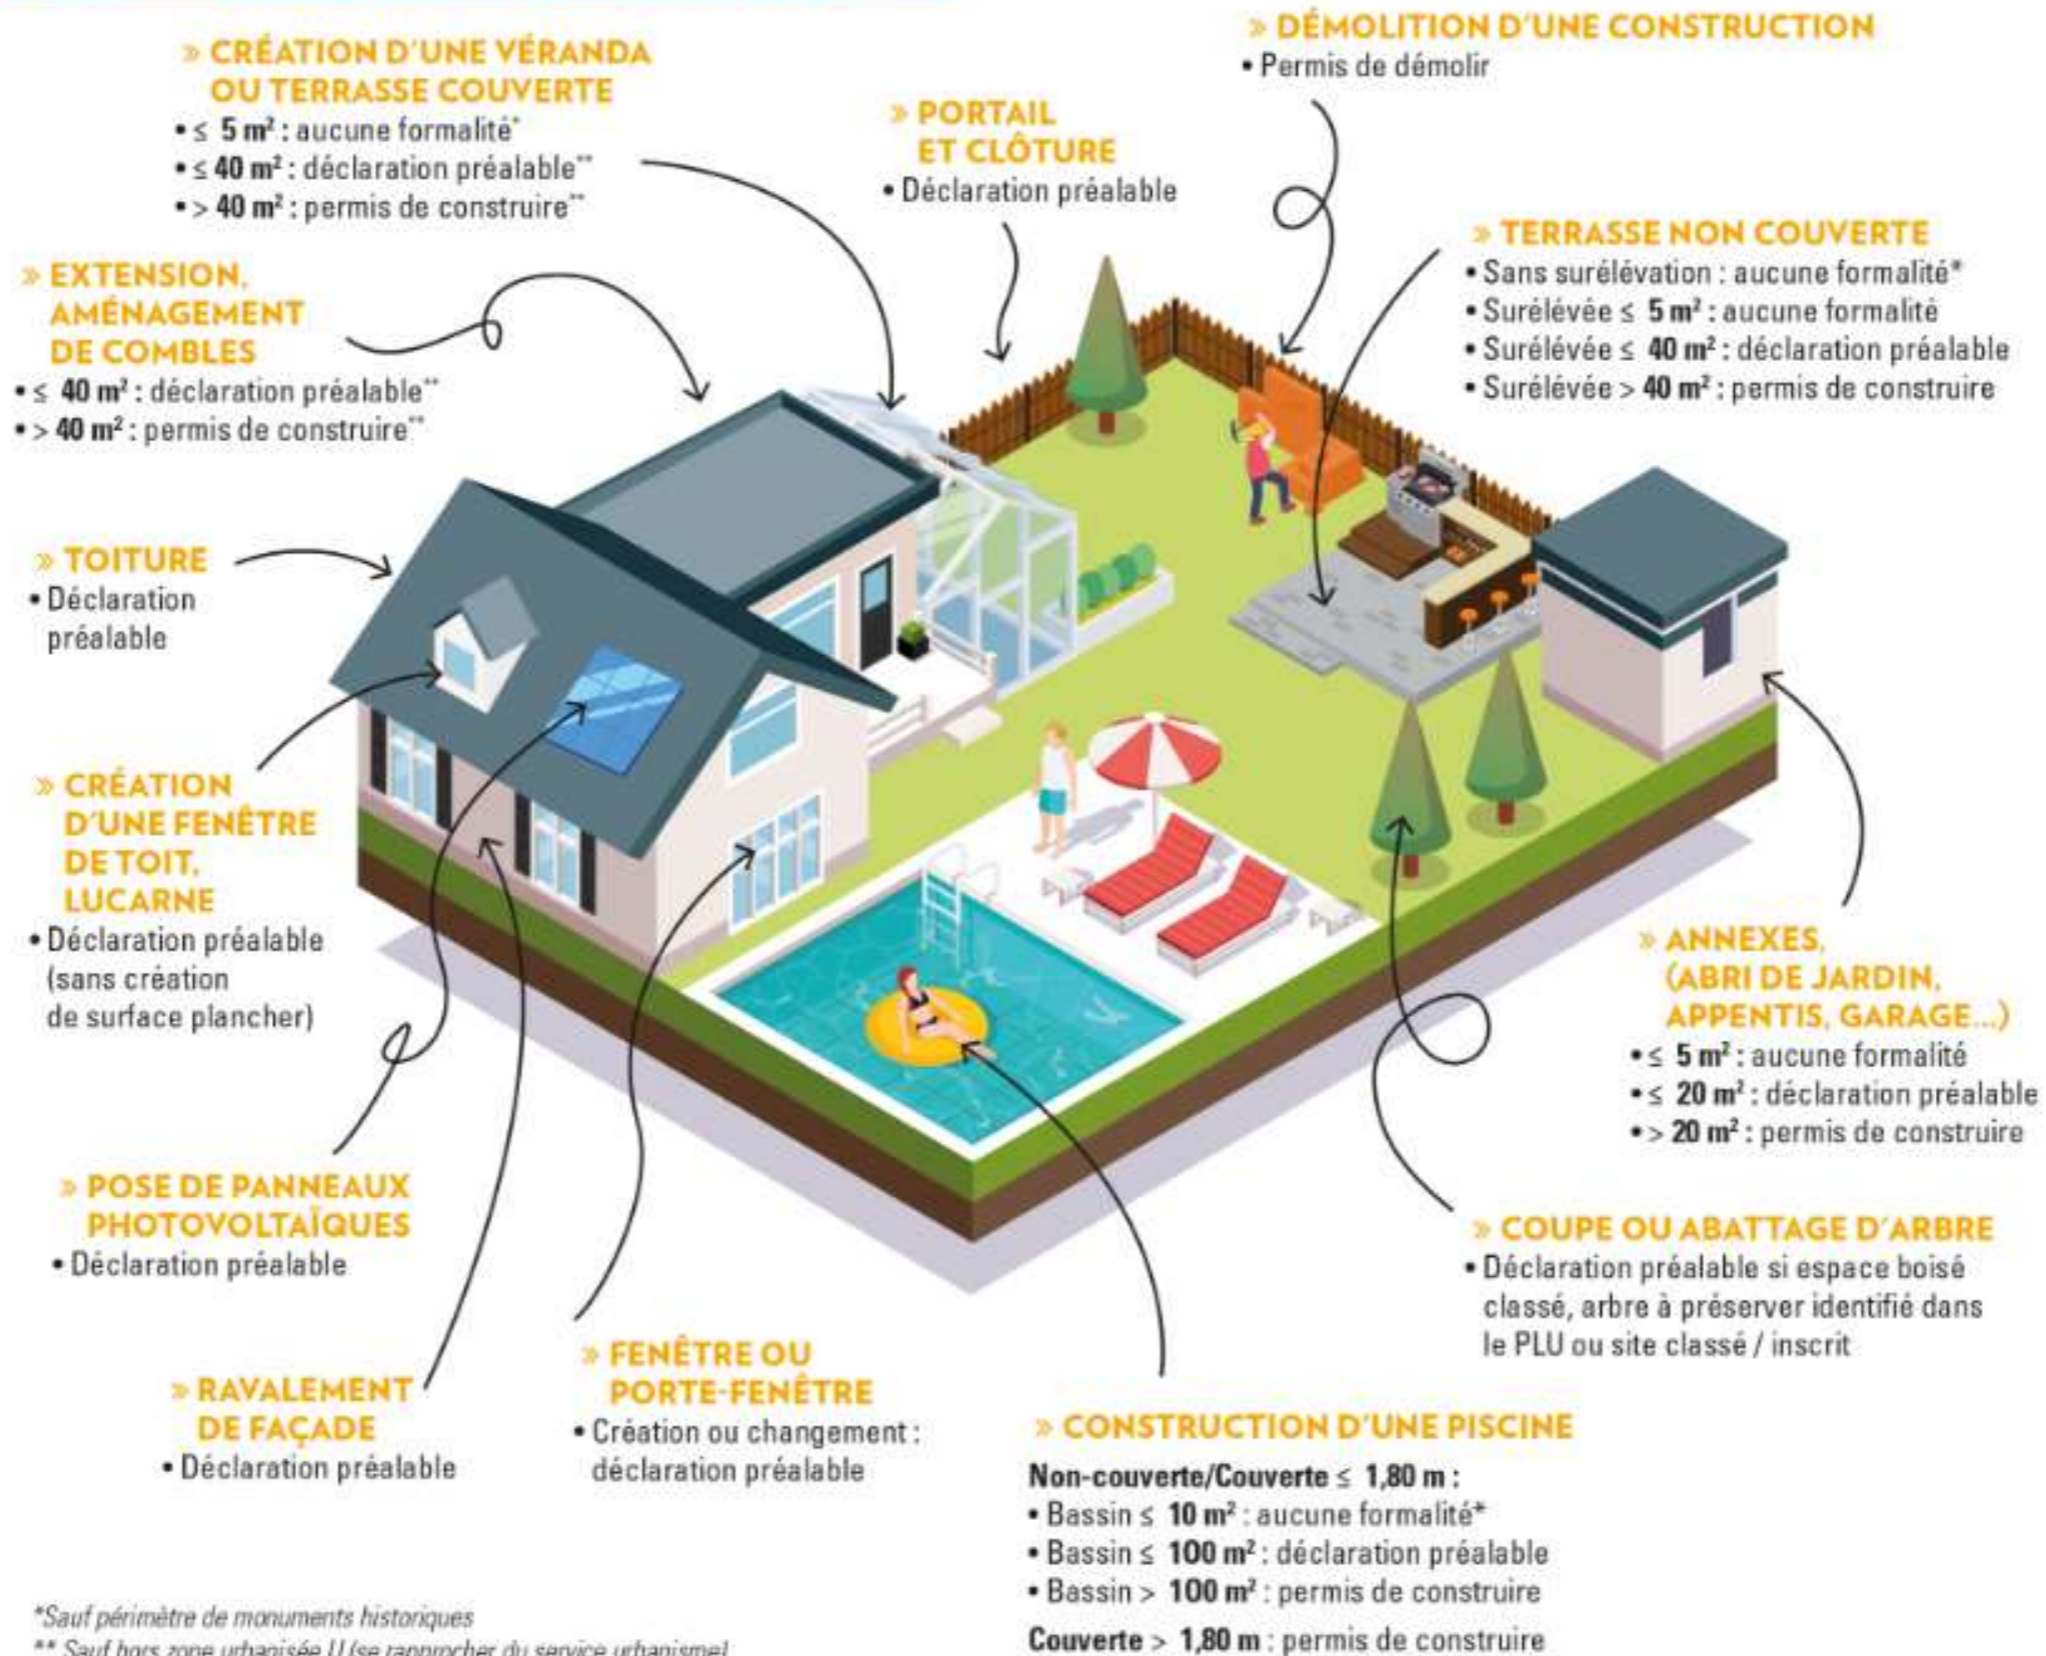 » CRÉATION D'UNE VÉRANDA
OU TERRASSE COUVERTE
• ≤ 5 m² : aucune formalité*
• ≤ 40 m² : déclaration préalable**
• > 40 m² : permis de construire**
» PORTAIL
ET CLÔTURE
• Déclaration préalable
» DÉMOLITION D'UNE CONSTRUCTION
• Permis de démolir
» TERRASSE NON COUVERTE
• Sans surélévation : aucune formalité*
• Surélévée ≤ 5 m² : aucune formalité
• Surélévée ≤ 40 m² : déclaration préalable
• Surélévée > 40 m² : permis de construire
» EXTENSION,
AMÉNAGEMENT
DE COMBLES
• ≤ 40 m² : déclaration préalable**
• > 40 m² : permis de construire**
» TOITURE
• Déclaration
préalable
» CRÉATION
D'UNE FENÊTRE
DE TOIT,
LUCARNE
• Déclaration préalable
(sans création
de surface plancher)
» POSE DE PANNEAUX
PHOTOVOLTAÏQUES
• Déclaration préalable
» RAVALEMENT
DE FAÇADE
• Déclaration préalable
» FENÊTRE OU
PORTE-FENÊTRE
• Création ou changement :
déclaration préalable
» ANNEXES,
(ABRI DE JARDIN,
APPENTIS, GARAGE...)
• ≤ 5 m² : aucune formalité
• ≤ 20 m² : déclaration préalable
• > 20 m² : permis de construire
» COUPE OU ABATTAGE D'ARBRE
• Déclaration préalable si espace boisé
classé, arbre à préserver identifié dans
le PLU ou site classé / inscrit
» CONSTRUCTION D'UNE PISCINE
Non-couverte/Couverte ≤ 1,80 m :
• Bassin ≤ 10 m² : aucune formalité*
• Bassin ≤ 100 m² : déclaration préalable
• Bassin > 100 m² : permis de construire
Couverte > 1,80 m : permis de construire
*Sauf périmètre de monuments historiques
** Sauf hors zone urbanisée U (se rapprocher du service urbanisme)